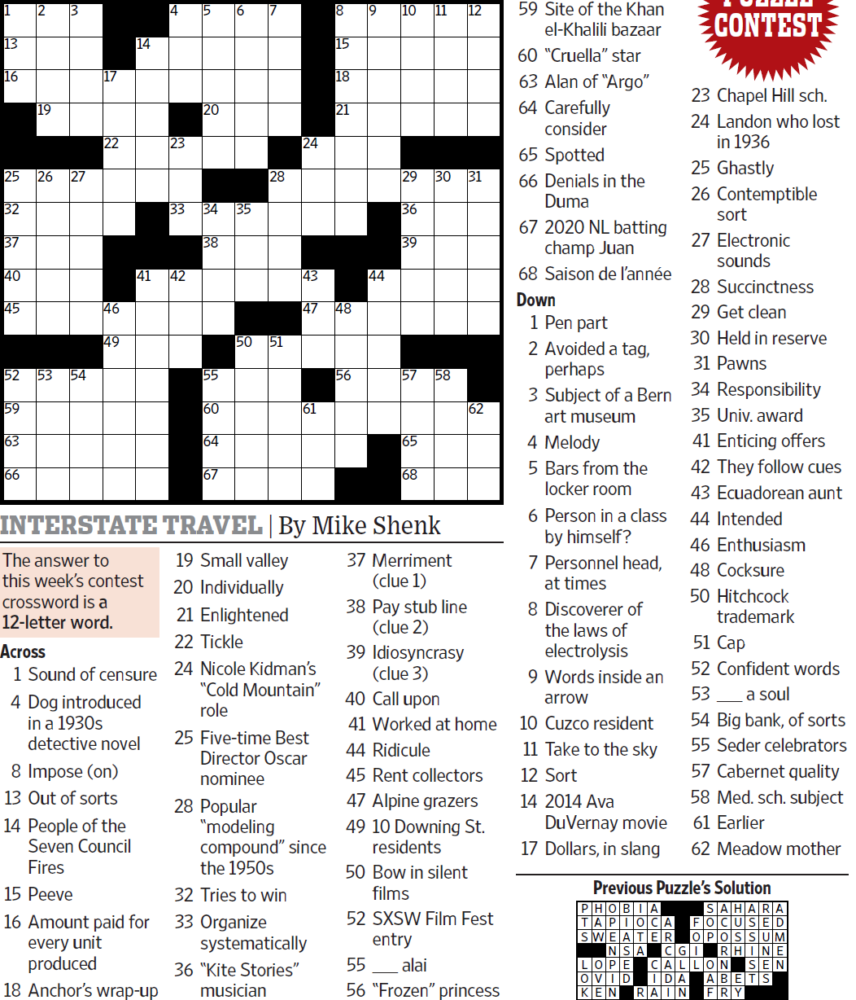 1 2 3 4 5 6 7 8 9 10 11 12
13 14 15
16 17 18
19 20 21
22 23 24
25 26 27 28 29 30 31
32 33 34 35 36
37 38 39
40 41 42 43 44
45 46 47 48
49 50 51
52 53 54 55 56 57 58
59 60 61 62
63 64 65
66 67 68
INTERSTATE TRAVEL | By Mike Shenk
The answer to
this week's contest
crossword is a
12-letter word.
Across
1 Sound of censure
4 Dog introduced
in a 1930s
detective novel
8 Impose (on)
13 Out of sorts
14 People of the
Seven Council
Fires
15 Peeve
16 Amount paid for
every unit
produced
18 Anchor's wrap-up
19 Small valley
20 Individually
21 Enlightened
22 Tickle
24 Nicole Kidman's
"Cold Mountain"
role
25 Five-time Best
Director Oscar
nominee
28 Popular
"modeling
compound" since
the 1950s
32 Tries to win
33 Organize
systematically
36 "Kite Stories"
musician
37 Merriment
(clue 1)
38 Pay stub line
(clue 2)
39 Idiosyncrasy
(clue 3)
40 Call upon
41 Worked at home
44 Ridicule
45 Rent collectors
47 Alpine grazers
49 10 Downing St.
residents
50 Bow in silent
films
52 SXSW Film Fest
entry
55 ___ alai
56 "Frozen" princess
59 Site of the Khan
el-Khalili bazaar
60 "Cruella" star
63 Alan of "Argo"
64 Carefully
consider
65 Spotted
66 Denials in the
Duma
67 2020 NL batting
champ Juan
68 Saison de l'année
Down
1 Pen part
2 Avoided a tag,
perhaps
3 Subject of a Bern
art museum
4 Melody
5 Bars from the
locker room
6 Person in a class
by himself?
7 Personnel head,
at times
8 Discoverer of
the laws of
electrolysis
9 Words inside an
arrow
10 Cuzco resident
11 Take to the sky
12 Sort
14 2014 Ava
DuVernay movie
17 Dollars, in slang
PUZZLE
CONTEST
23 Chapel Hill sch.
24 Landon who lost
in 1936
25 Ghastly
26 Contemptible
sort
27 Electronic
sounds
28 Succinctness
29 Get clean
30 Held in reserve
31 Pawns
34 Responsibility
35 Univ. award
41 Enticing offers
42 They follow cues
43 Ecuadorean aunt
44 Intended
46 Enthusiasm
48 Cocksure
50 Hitchcock
trademark
51 Cap
52 Confident words
53 ___ a soul
54 Big bank, of sorts
55 Seder celebrators
57 Cabernet quality
58 Med. sch. subject
61 Earlier
62 Meadow mother
Previous Puzzle's Solution
PHOBIA SAHARA
TAPIOCA FOCUSED
SWEATER OPOSSUM
NSA CGI RHINE
LOPE CALLON SEN
OVID IDA ABETS
KEN RAIN FRY